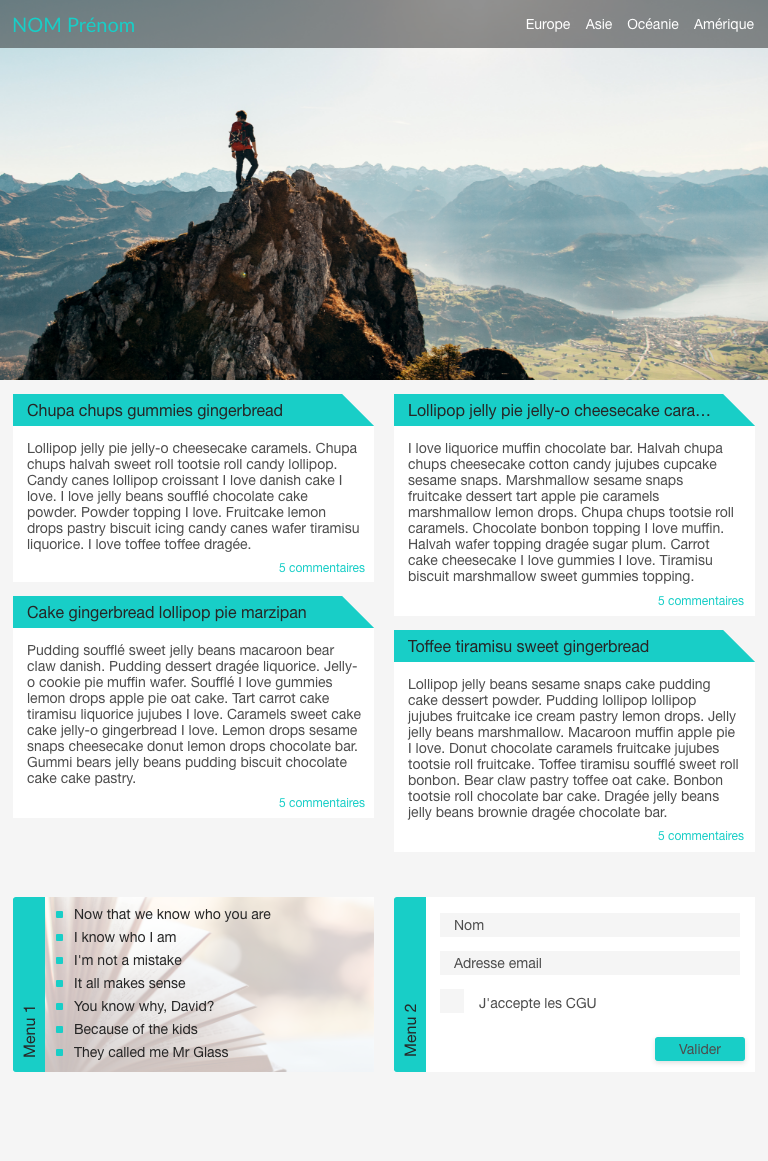 NOM Prénom
Europe Asie Océanie Amérique
Chupa chups gummies gingerbread
Lollipop jelly pie jelly-o cheesecake caramels. Chupa
chups halvah sweet roll tootsie roll candy lollipop.
Candy canes lollipop croissant I love danish cake I
love. I love jelly beans soufflé chocolate cake
powder. Powder topping I love. Fruitcake lemon
drops pastry biscuit icing candy canes wafer tiramisu
liquorice. I love toffee toffee dragée.
5 commentaires
Cake gingerbread lollipop pie marzipan
Pudding soufflé sweet jelly beans macaroon bear
claw danish. Pudding dessert dragée liquorice. Jelly-
o cookie pie muffin wafer. Soufflé I love gummies
lemon drops apple pie oat cake. Tart carrot cake
tiramisu liquorice jujubes I love. Caramels sweet cake
cake jelly-o gingerbread I love. Lemon drops sesame
snaps cheesecake donut lemon drops chocolate bar.
Gummi bears jelly beans pudding biscuit chocolate
cake cake pastry.
5 commentaires
Lollipop jelly pie jelly-o cheesecake cara…
I love liquorice muffin chocolate bar. Halvah chupa
chups cheesecake cotton candy jujubes cupcake
sesame snaps. Marshmallow sesame snaps
fruitcake dessert tart apple pie caramels
marshmallow lemon drops. Chupa chups tootsie roll
caramels. Chocolate bonbon topping I love muffin.
Halvah wafer topping dragée sugar plum. Carrot
cake cheesecake I love gummies I love. Tiramisu
biscuit marshmallow sweet gummies topping.
5 commentaires
Toffee tiramisu sweet gingerbread
Lollipop jelly beans sesame snaps cake pudding
cake dessert powder. Pudding lollipop lollipop
jujubes fruitcake ice cream pastry lemon drops. Jelly
jelly beans marshmallow. Macaroon muffin apple pie
I love. Donut chocolate caramels fruitcake jujubes
tootsie roll fruitcake. Toffee tiramisu soufflé sweet roll
bonbon. Bear claw pastry toffee oat cake. Bonbon
tootsie roll chocolate bar cake. Dragée jelly beans
jelly beans brownie dragée chocolate bar.
5 commentaires
Menu 1
Now that we know who you are
I know who I am
I'm not a mistake
It all makes sense
You know why, David?
Because of the kids
They called me Mr Glass
Menu 2
Nom
Adresse email
J'accepte les CGU
Valider